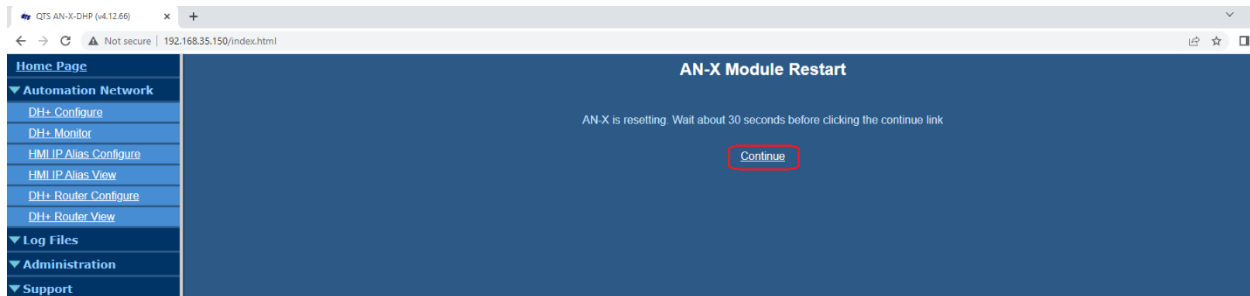 QTS AN-X-DHP (v4.12.66)
Not secure | 192.168.35.150/index.html
Home Page
Automation Network
DH+ Configure
DH+ Monitor
HMI IP Alias Configure
HMI IP Alias View
DH+ Router Configure
DH+ Router View
Log Files
Administration
Support
AN-X Module Restart
AN-X is resetting. Wait about 30 seconds before clicking the continue link
Continue